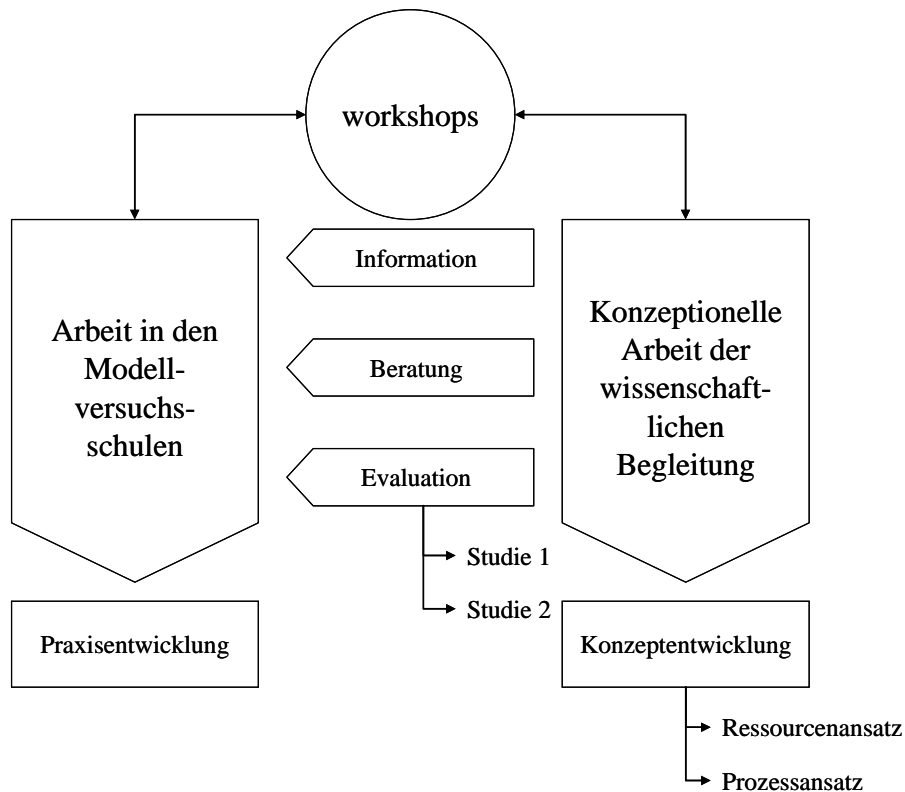 workshops
Information
Arbeit in den
Modell-
versuchs-
schulen
Beratung
Evaluation
Studie 1
Studie 2
Konzeptionelle
Arbeit der
wissenschaft-
lichen
Begleitung
Praxisentwicklung
Konzeptentwicklung
Ressourcenansatz
Prozessansatz